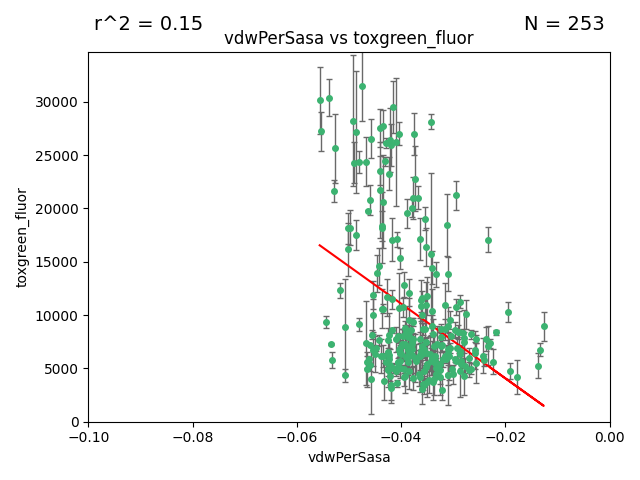 r^2 = 0.15
N = 253
vdwPerSasa vs toxgreen_fluor
toxgreen_fluor
30000
25000
20000
15000
10000
5000
0
−0.10
−0.08
−0.06
−0.04
−0.02
0.00
vdwPerSasa